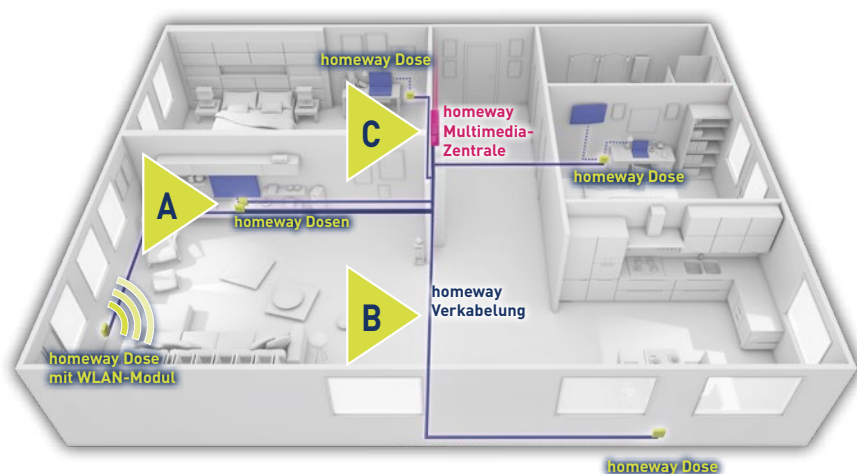 homeway Dose
C
homeway
Multimedia-
Zentrale
homeway Dose
A
homeway Dosen
B
homeway
Verkabelung
homeway Dose
mit WLAN-Modul
homeway Dose